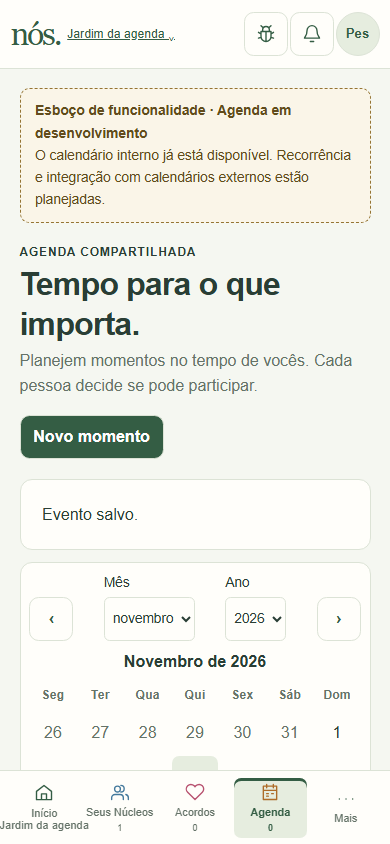 nós. Jardim da agenda
Pes
Esboço de funcionalidade · Agenda em
desenvolvimento
O calendário interno já está disponível. Recorrência
e integração com calendários externos estão
planejadas.
AGENDA COMPARTILHADA
Tempo para o que
importa.
Planejem momentos no tempo de vocês. Cada
pessoa decide se pode participar.
Novo momento
Evento salvo.
Mês Ano
‹ novembro 2026 ›
Novembro de 2026
Seg Ter Qua Qui Sex Sáb Dom
26 27 28 29 30 31 1
Início Seus Núcleos Acordos Agenda Mais
Jardim da agenda 1 0 0